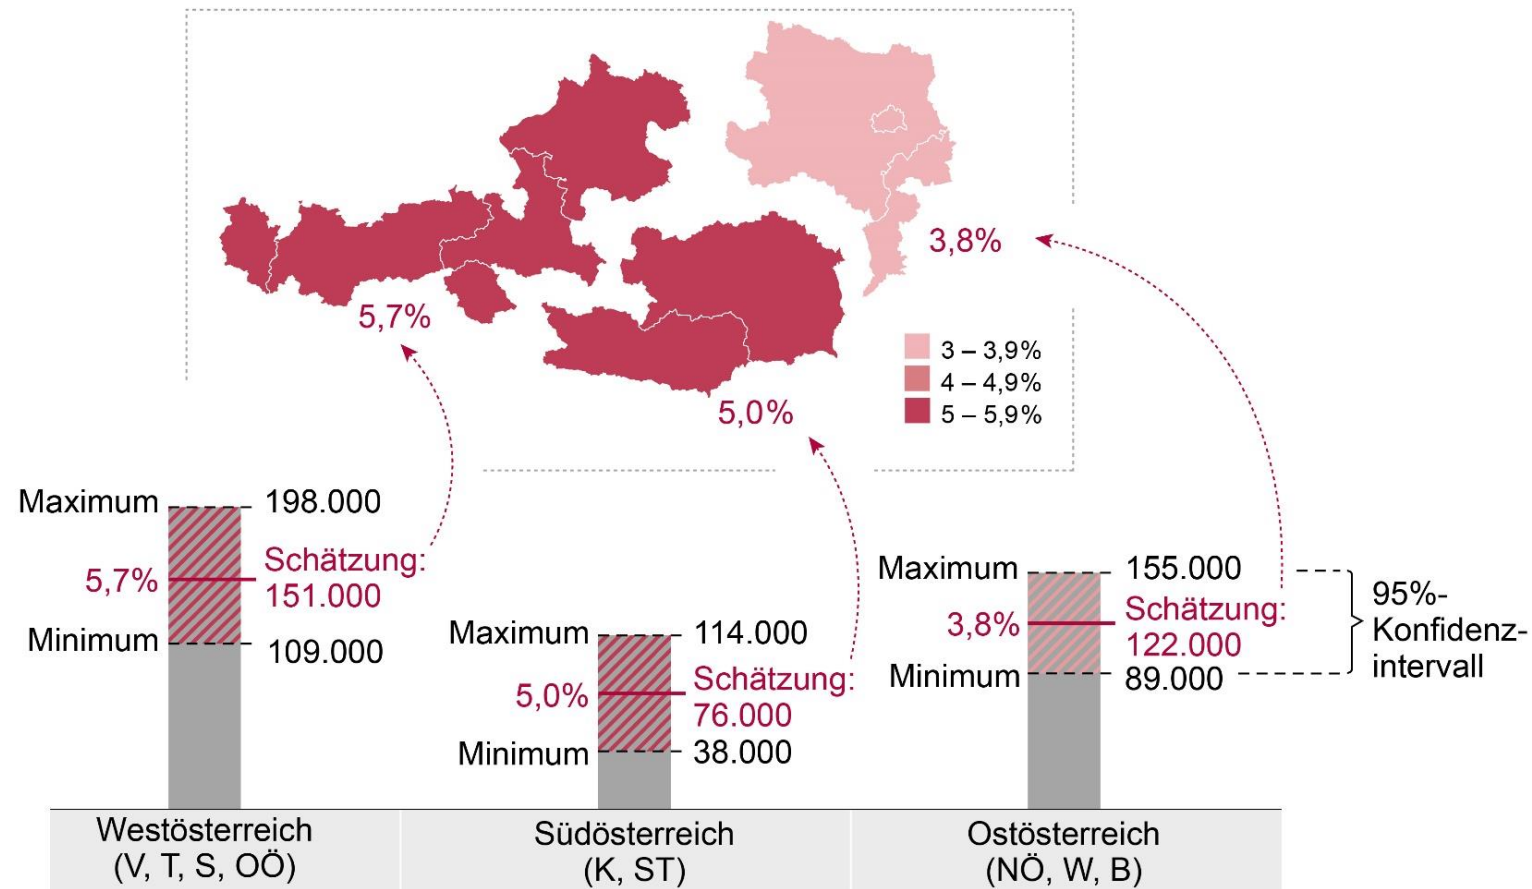 3,8%
5,7%
5,0%
3 – 3,9%
4 – 4,9%
5 – 5,9%
Maximum
198.000
5,7%
Schätzung:
151.000
Minimum
109.000
Maximum
114.000
5,0%
Schätzung:
76.000
Minimum
38.000
Maximum
155.000
3,8%
Schätzung:
122.000
Minimum
89.000
95%-
Konfidenz-
intervall
Westösterreich
(V, T, S, OÖ)
Südösterreich
(K, ST)
Ostösterreich
(NÖ, W, B)